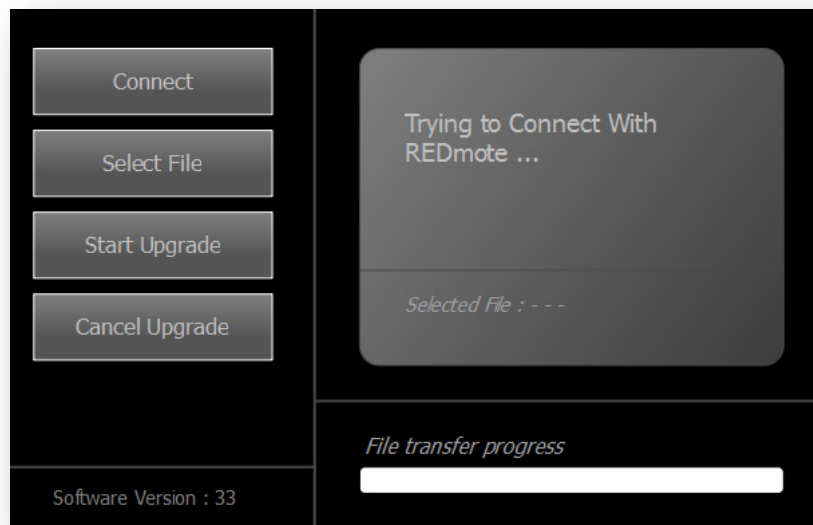 Connect
Select File
Start Upgrade
Cancel Upgrade
Software Version : 33
Trying to Connect With
REDmote ...
Selected File : - - -
File transfer progress